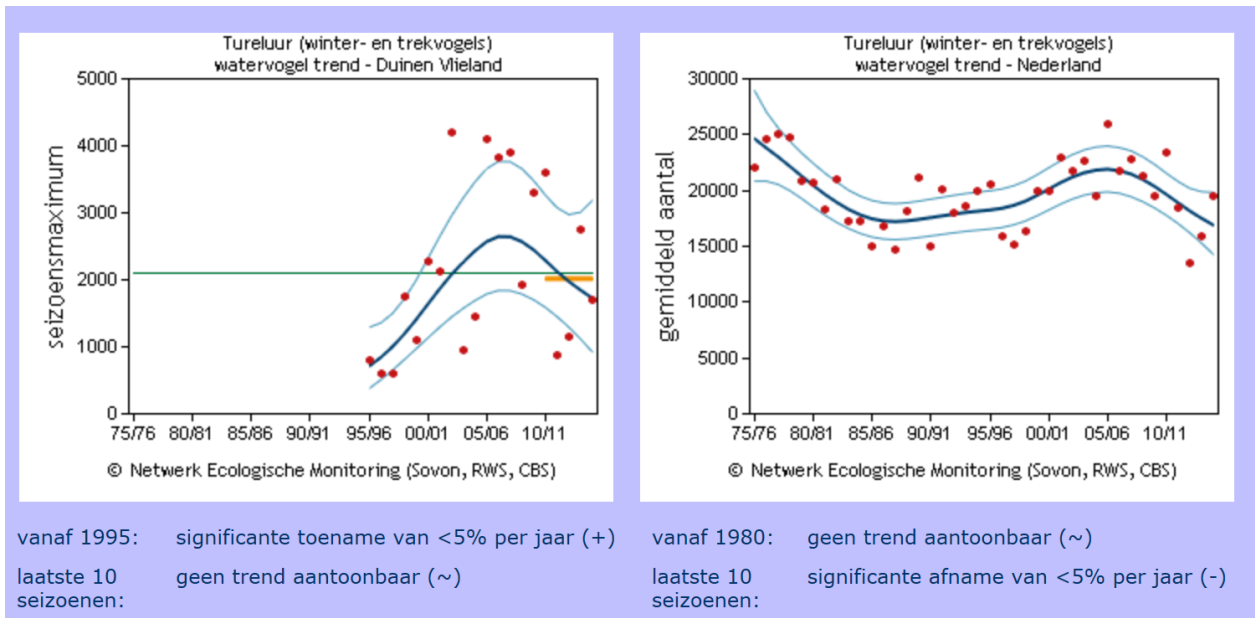 Tureluur (winter- en trekvogels)
watervogel trend - Duinen Vlieland
5000
4000
3000
2000
1000
0
seizoensmaximum
75/76 80/81 85/86 90/91 95/96 00/01 05/06 10/11
© Netwerk Ecologische Monitoring (Sovon, RWS, CBS)
Tureluur (winter- en trekvogels)
watervogel trend - Nederland
30000
25000
20000
15000
10000
5000
0
gemiddeld aantal
75/76 80/81 85/86 90/91 95/96 00/01 05/06 10/11
© Netwerk Ecologische Monitoring (Sovon, RWS, CBS)
vanaf 1995: significante toename van <5% per jaar (+)
laatste 10 geen trend aantoonbaar (~)
seizoenen:
vanaf 1980: geen trend aantoonbaar (~)
laatste 10 significante afname van <5% per jaar (-)
seizoenen: